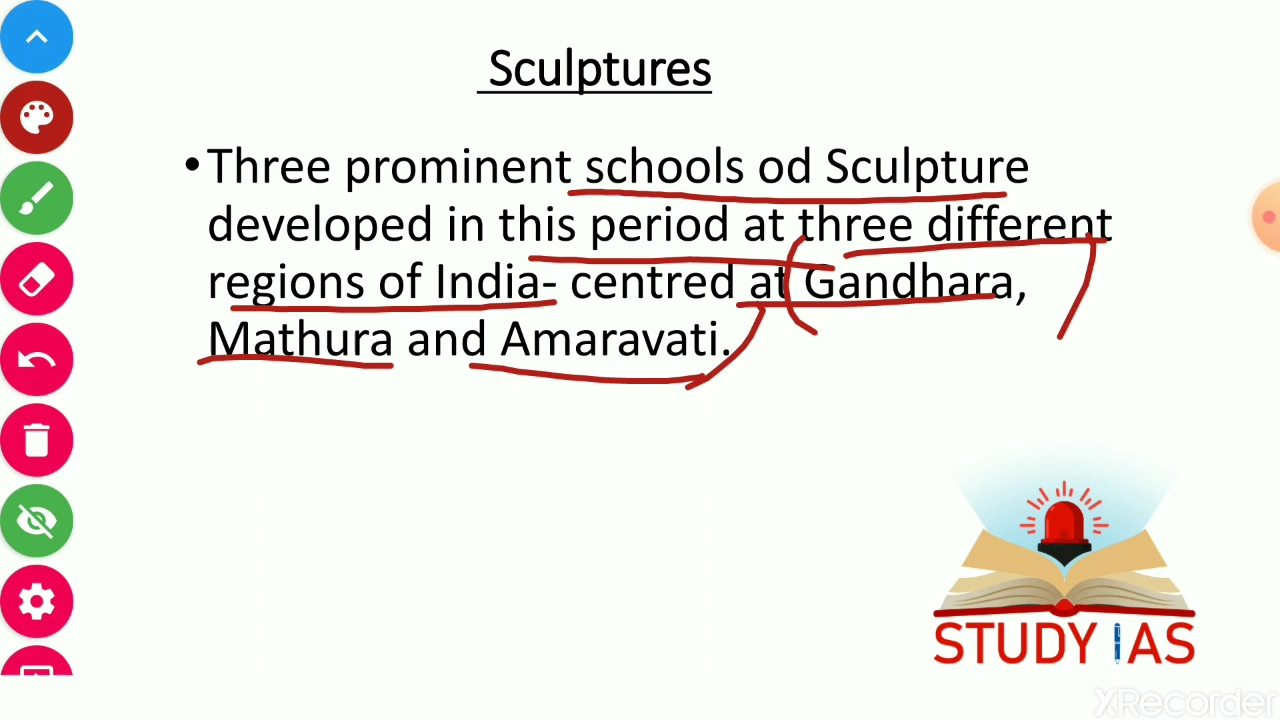 Sculptures
•Three prominent schools od Sculpture
developed in this period at three different
regions of India- centred at Gandhara,
Mathura and Amaravati.
STUDY IAS
XRecorder